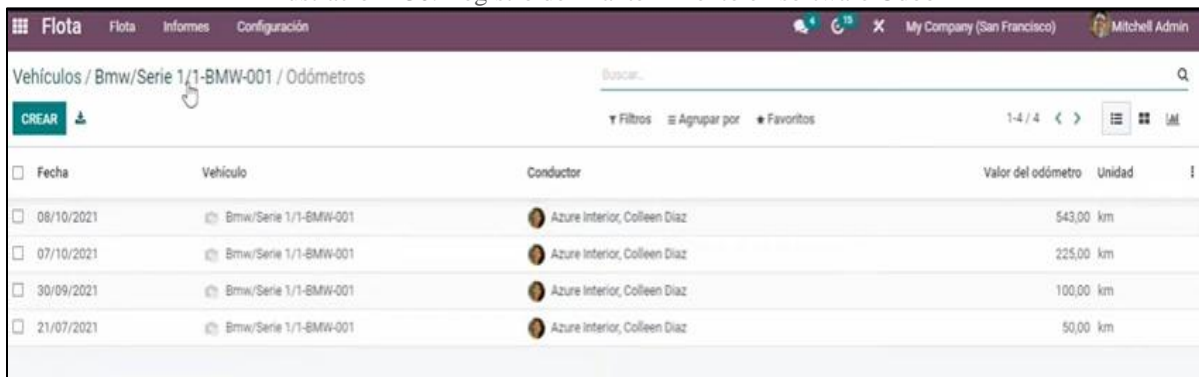 Flota Flota Informes Configuración 4 15 My Company (San Francisco) Mitchell Admin
Vehículos / Bmw/Serie 1/1-BMW-001 / Odómetros Buscar...
CREAR Filtros Agrupar por Favoritos 1-4 / 4
Fecha Vehículo Conductor Valor del odómetro Unidad
08/10/2021 Bmw/Serie 1/1-BMW-001 Azure Interior, Colleen Diaz 543,00 km
07/10/2021 Bmw/Serie 1/1-BMW-001 Azure Interior, Colleen Diaz 225,00 km
30/09/2021 Bmw/Serie 1/1-BMW-001 Azure Interior, Colleen Diaz 100,00 km
21/07/2021 Bmw/Serie 1/1-BMW-001 Azure Interior, Colleen Diaz 50,00 km